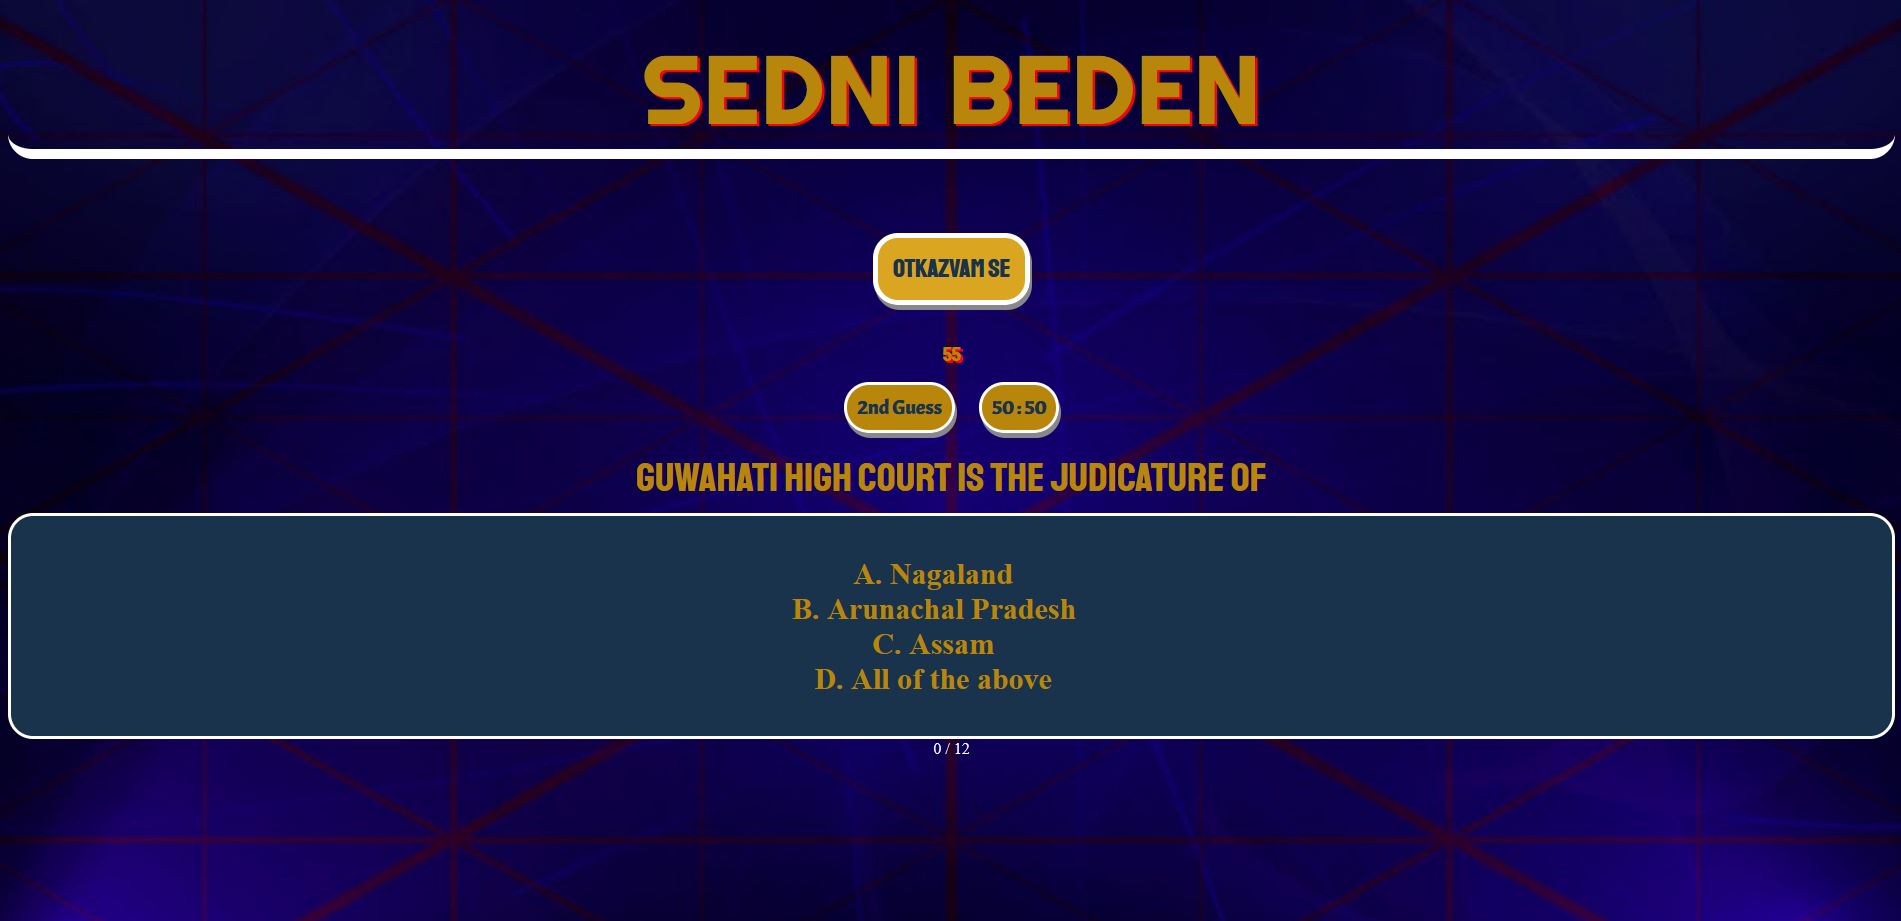 SEDNI BEDEN
OTKAZVAM SE
55
2nd Guess
50:50
GUWAHATI HIGH COURT IS THE JUDICATURE OF
A. Nagaland
B. Arunachal Pradesh
C. Assam
D. All of the above
0 / 12